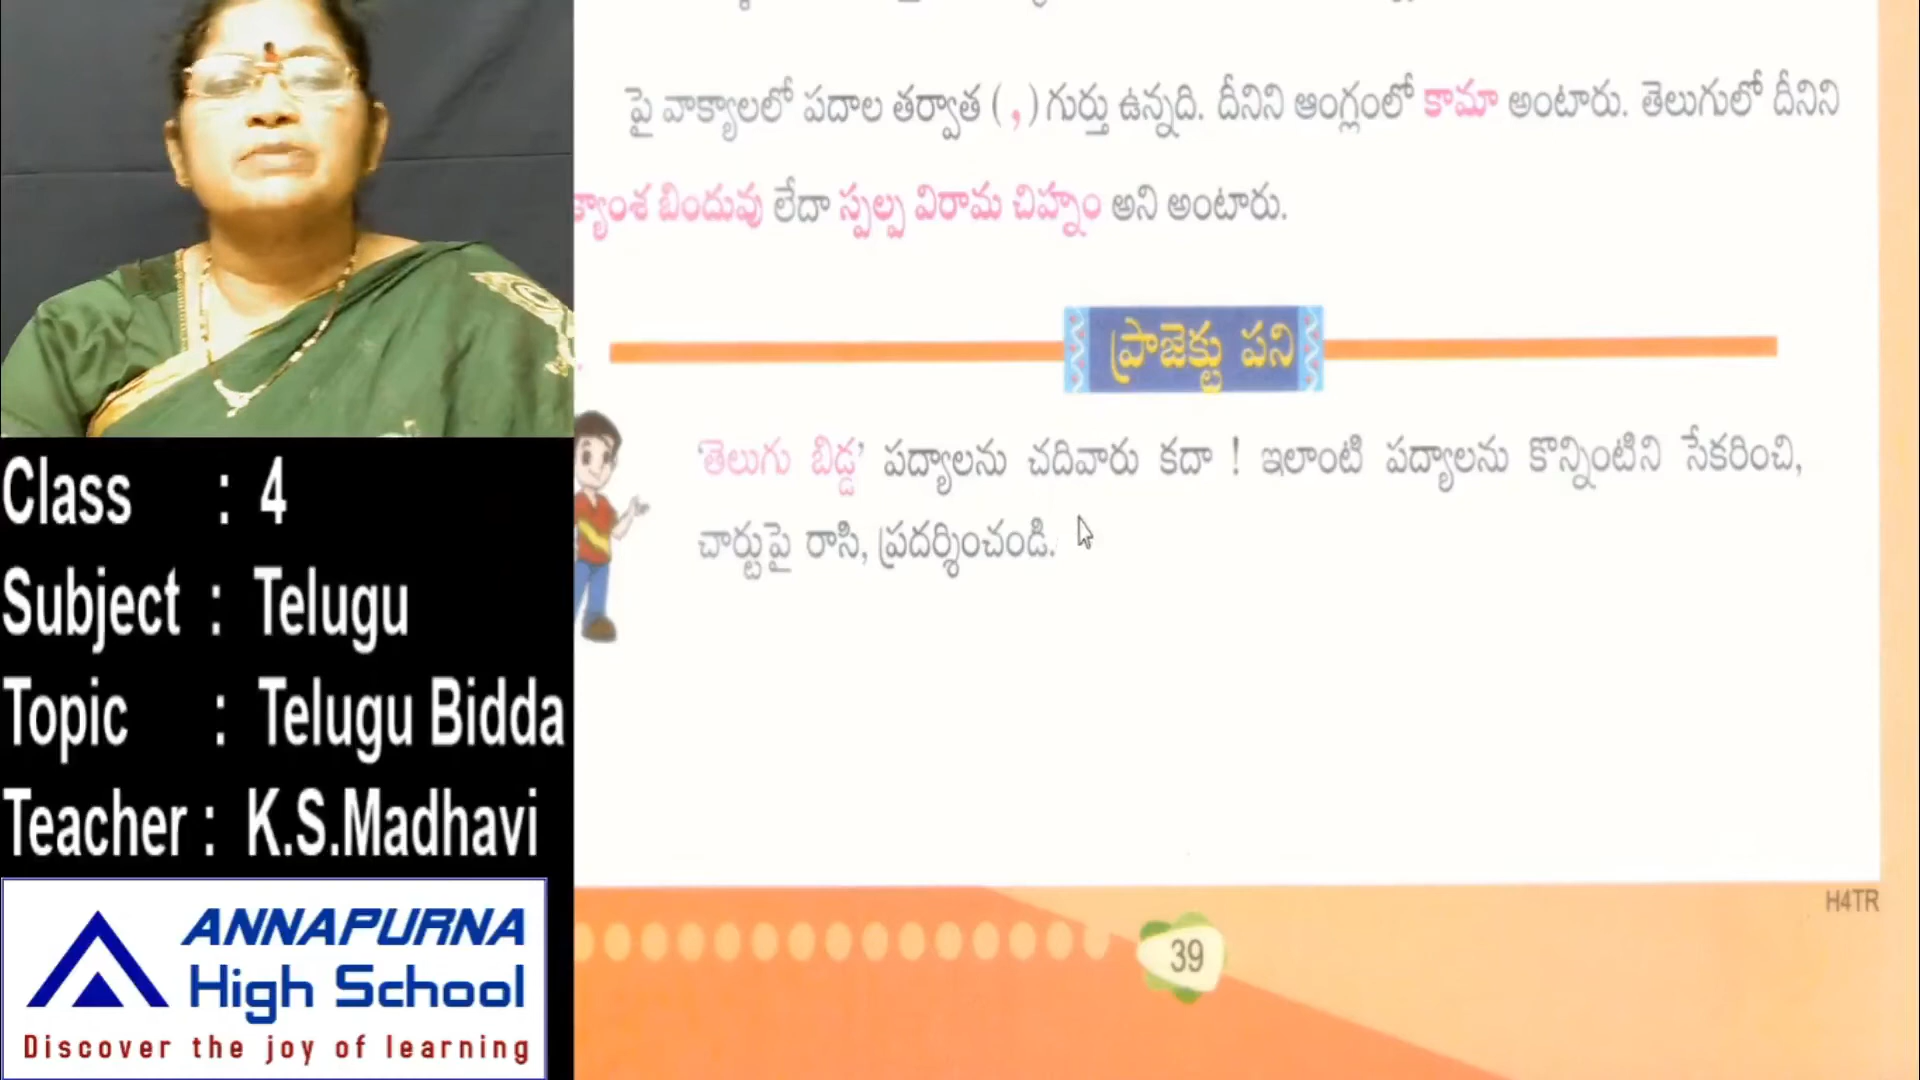 పై వాక్యాలలో పదాల తర్వాత ( , ) గుర్తు ఉన్నది. దీనిని ఆంగ్లంలో కామా అంటారు. తెలుగులో దీనిని
బిందువు లేదా స్వల్ప విరామ చిహ్నం అని అంటారు.
ప్రాజెక్టు పని
'తెలుగు బిడ్డ' పద్యాలను చదివారు కదా ! ఇలాంటి పద్యాలను కొన్నింటిని సేకరించి,
చార్టుపై రాసి, ప్రదర్శించండి.
Class : 4
Subject : Telugu
Topic : Telugu Bidda
Teacher : K.S.Madhavi
ANNAPURNA
High School
Discover the joy of learning
H4TR
39